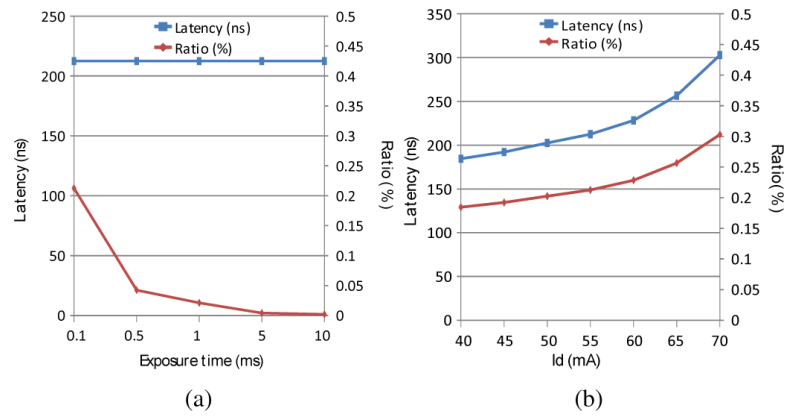 250
200
150
100
50
0
Latency (ns)
Latency (ns)
Ratio (%)
0.5
0.45
0.4
0.35
0.3
0.25
0.2
0.15
0.1
0.05
0
Ratio( %)
0.1 0.5 1 5 10
Exposure time (ms)
(a)
350
300
250
200
150
100
50
0
Latency (ns)
Latency (ns)
Ratio (%)
0.5
0.45
0.4
0.35
0.3
0.25
0.2
0.15
0.1
0.05
0
Ratio( %)
40 45 50 55 60 65 70
Id (mA)
(b)